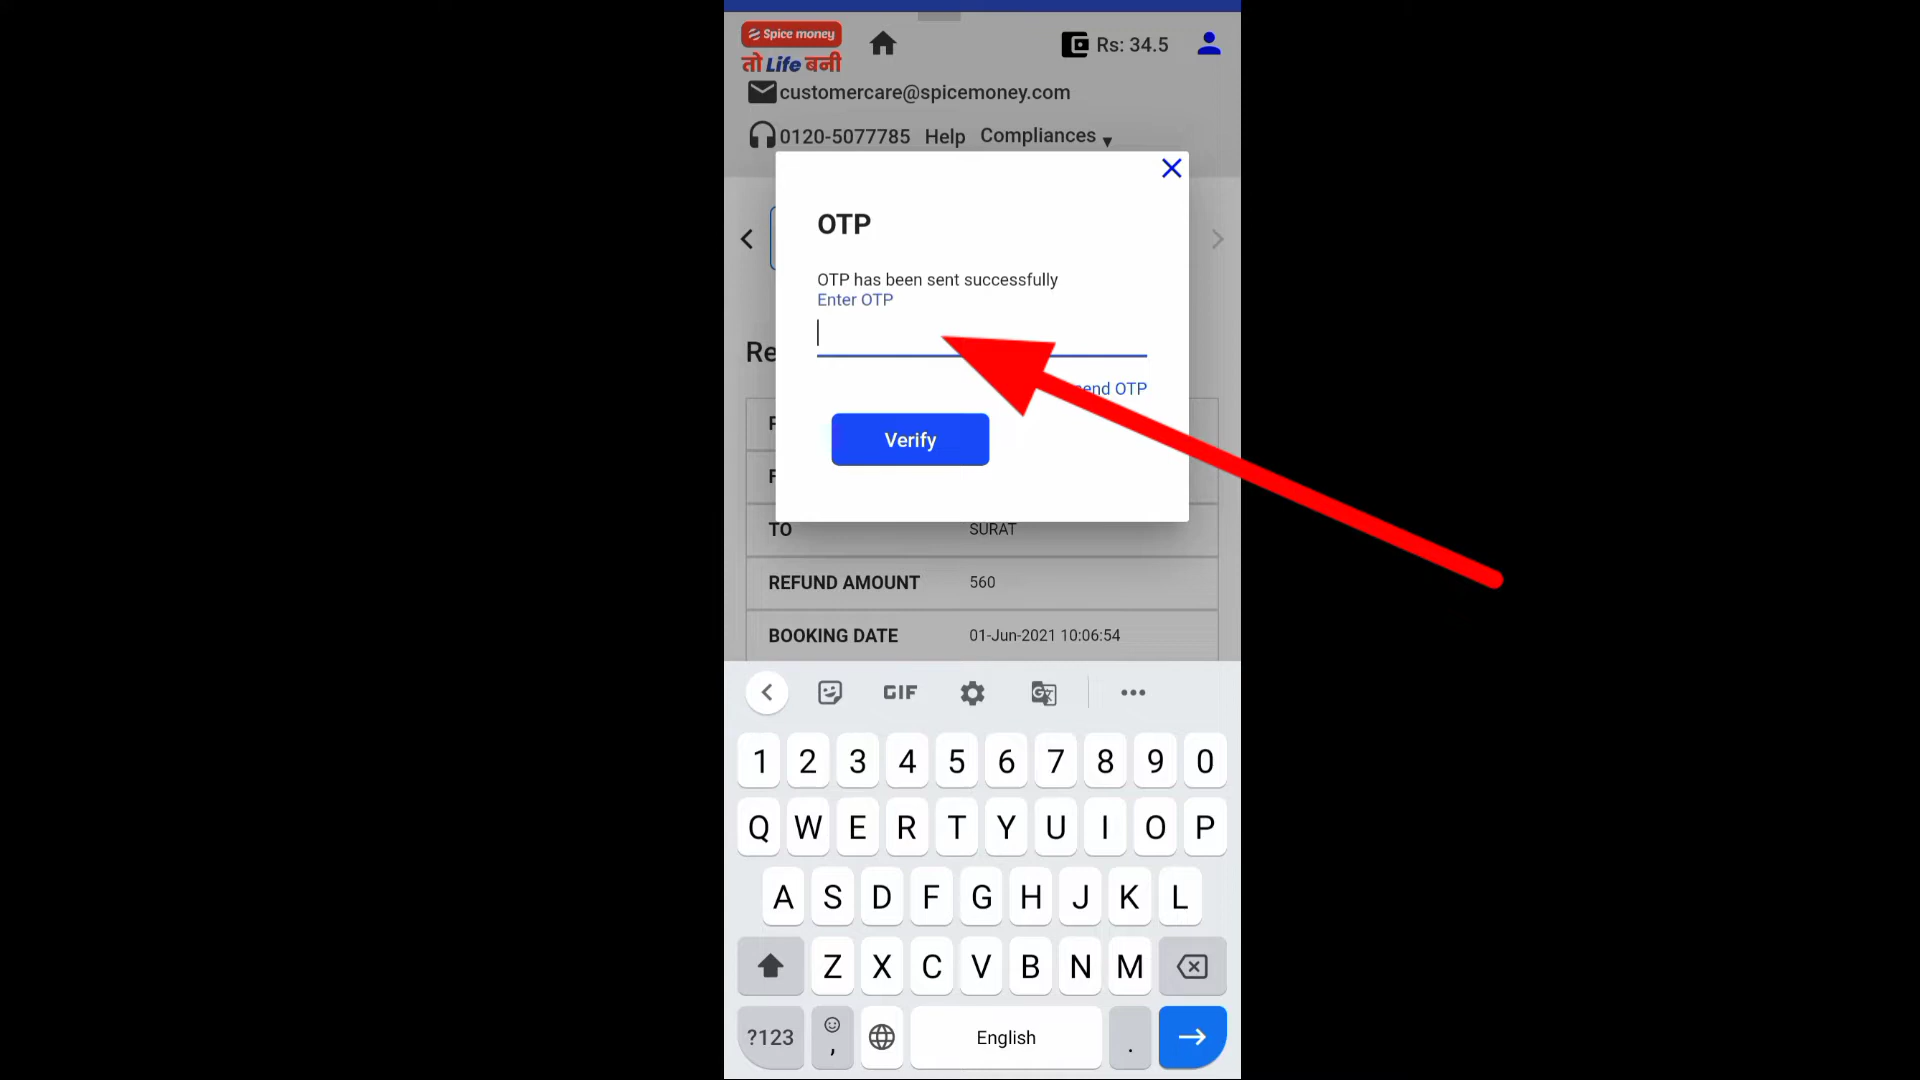 Spice money
तो Life बनी
Rs: 34.5
customercare@spicemoney.com
0120-5077785 Help Compliances
OTP
OTP has been sent successfully
Enter OTP
Re
end OTP
Verify
TO SURAT
REFUND AMOUNT 560
BOOKING DATE 01-Jun-2021 10:06:54
GIF
1 2 3 4 5 6 7 8 9 0
Q W E R T Y U I O P
A S D F G H J K L
Z X C V B N M
?123 , English .